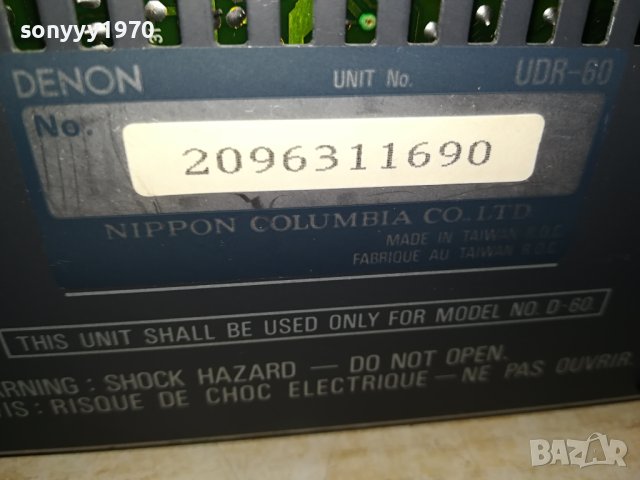 sonyyy1970
DENON UNIT No. UDR-60
No. 2096311690
NIPPON COLUMBIA CO. LTD.
MADE IN TAIWAN R.O.C.
FABRIQUE AU TAIWAN R.O.C.
THIS UNIT SHALL BE USED ONLY FOR MODEL NO. D-60.
ARNING : SHOCK HAZARD — DO NOT OPEN.
IS : RISQUE DE CHOC ELECTRIQUE — NE PAS OUVRIR.
BAZAR